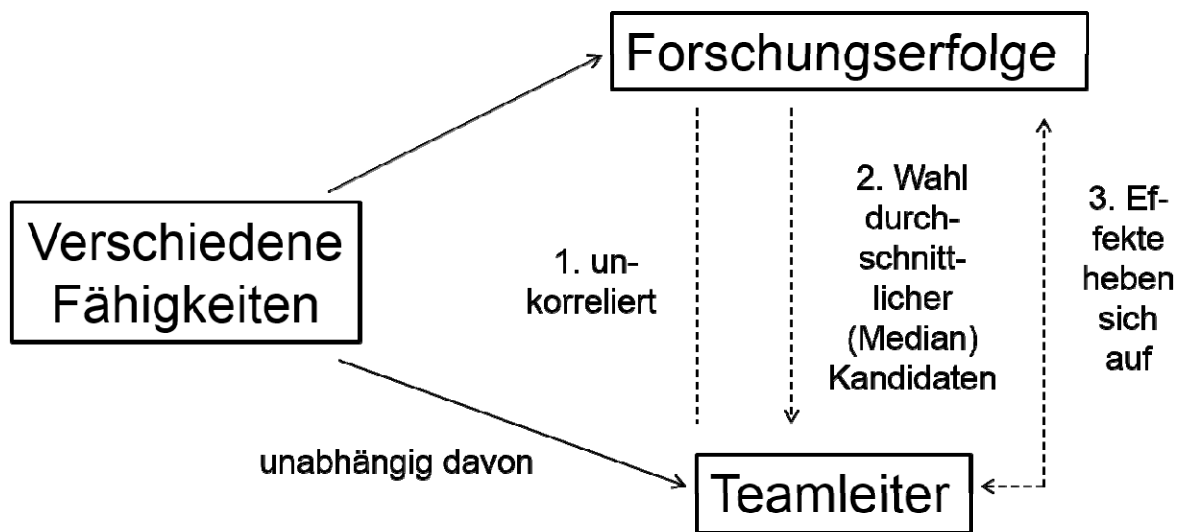 Forschungserfolge
Verschiedene
Fähigkeiten
1. un-
korreliert
2. Wahl
durch-
schnitt-
licher
(Median)
Kandidaten
3. Ef-
fekte
heben
sich
auf
unabhängig davon
Teamleiter